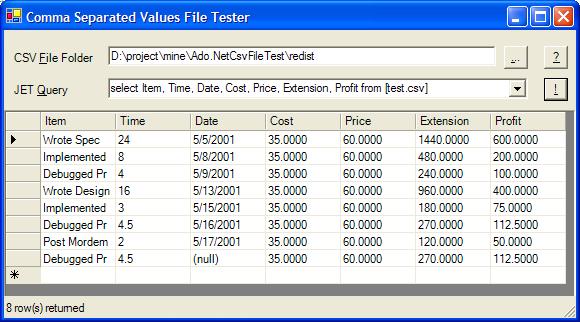 Comma Separated Values File Tester
CSV File Folder D:\project\mine\Ado.NetCsvFileTest\redist ... ?
JET Query select Item, Time, Date, Cost, Price, Extension, Profit from [test.csv] !
Item Time Date Cost Price Extension Profit
Wrote Spec 24 5/5/2001 35.0000 60.0000 1440.0000 600.0000
Implemented 8 5/8/2001 35.0000 60.0000 480.0000 200.0000
Debugged Pr 4 5/9/2001 35.0000 60.0000 240.0000 100.0000
Wrote Design 16 5/13/2001 35.0000 60.0000 960.0000 400.0000
Implemented 3 5/15/2001 35.0000 60.0000 180.0000 75.0000
Debugged Pr 4.5 5/16/2001 35.0000 60.0000 270.0000 112.5000
Post Mordem 2 5/17/2001 35.0000 60.0000 120.0000 50.0000
Debugged Pr 4.5 (null) 35.0000 60.0000 270.0000 112.5000
8 row(s) returned